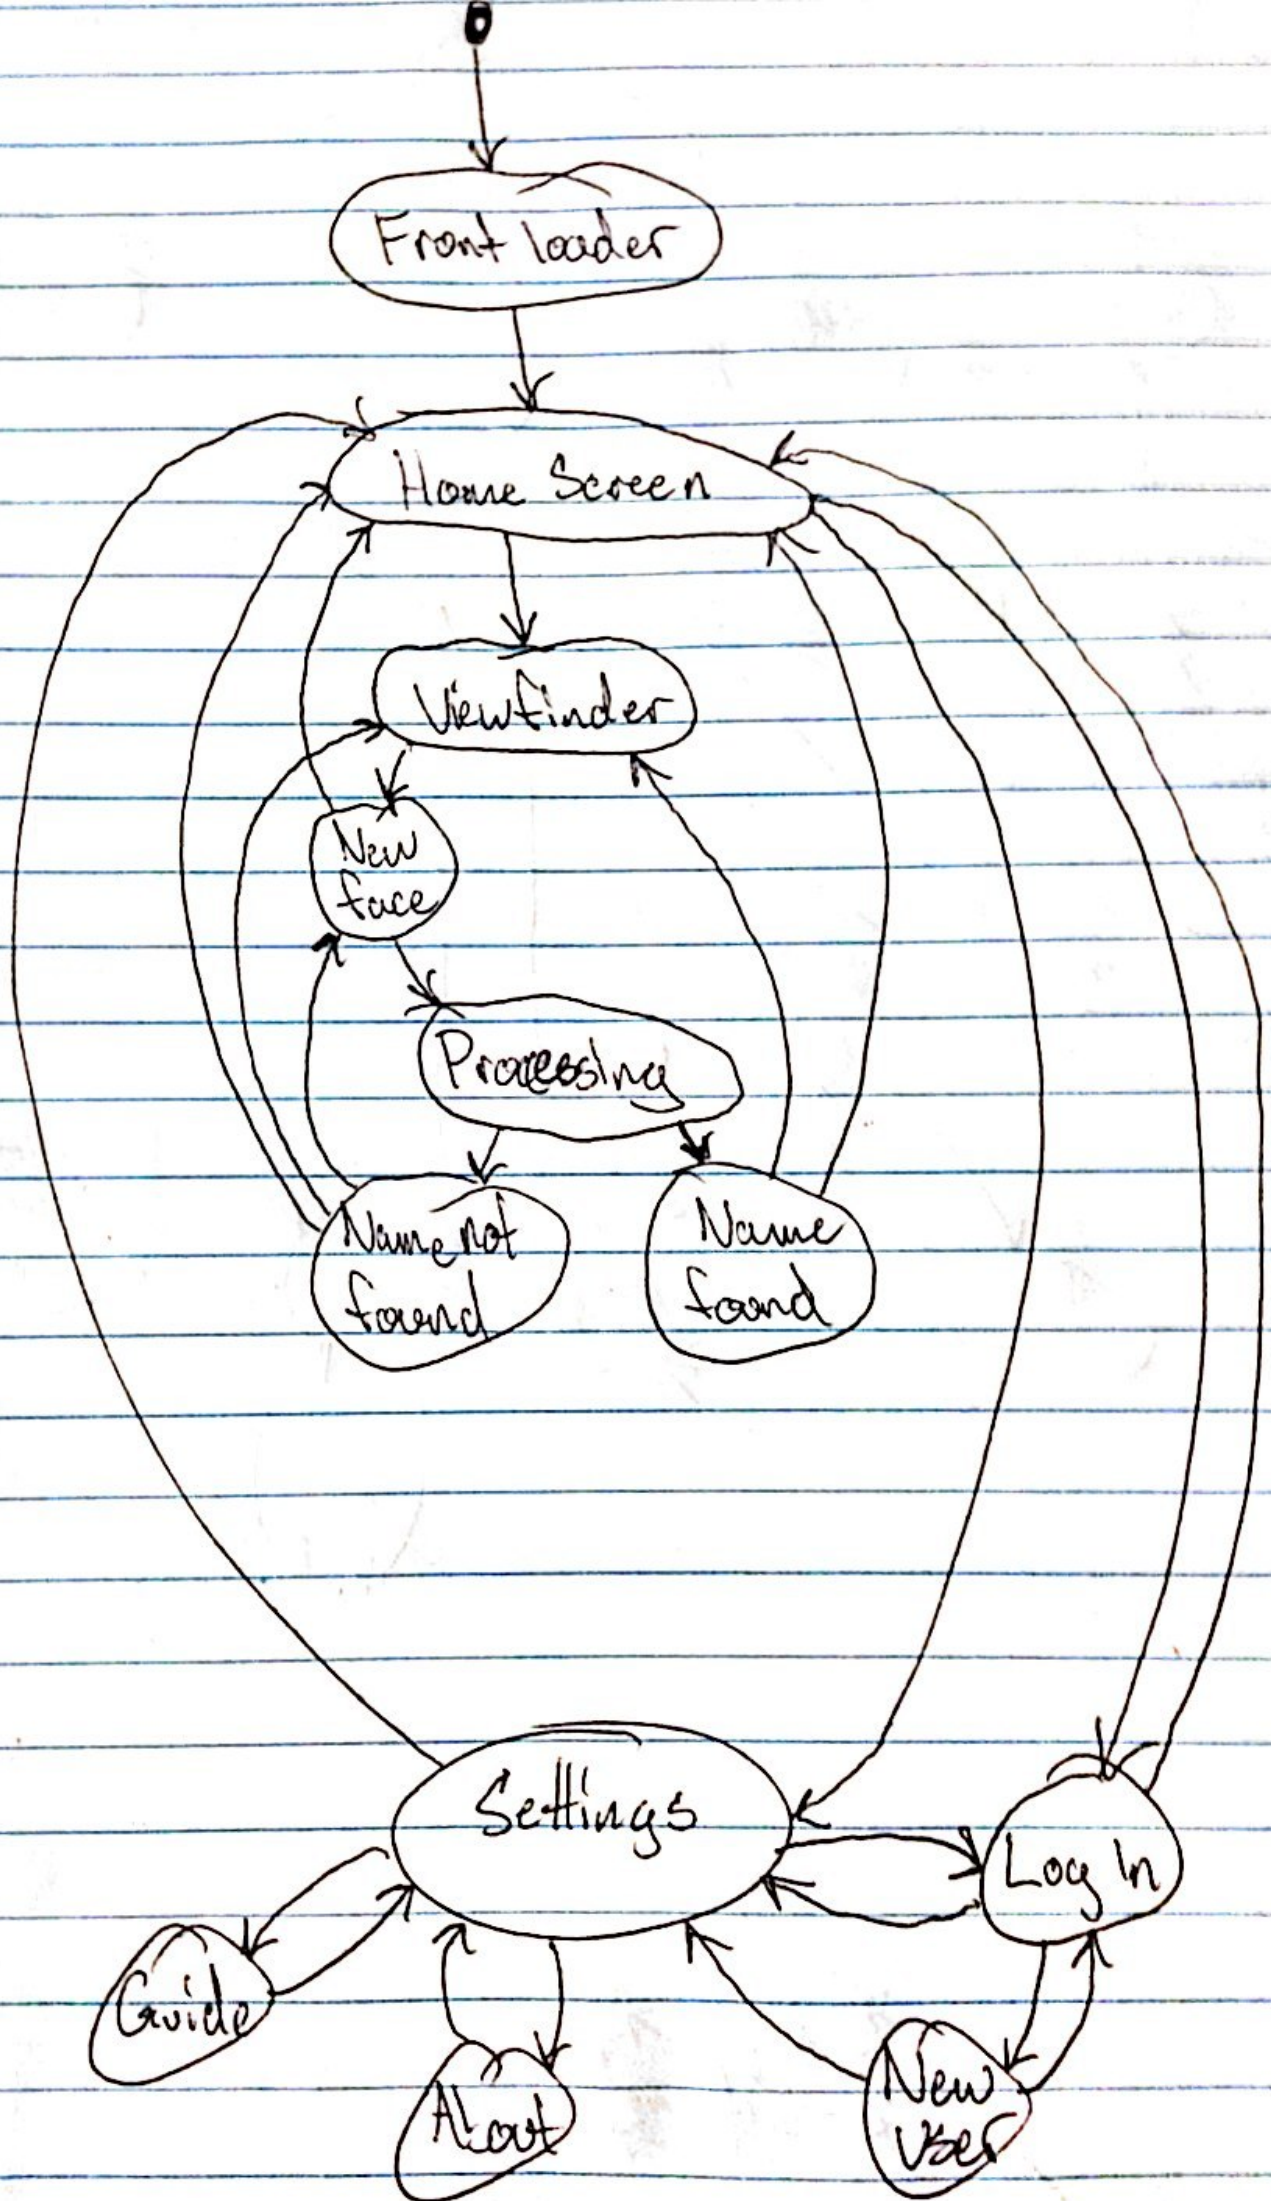 Front loader
Home Screen
Viewfinder
New
face
Processing
Name not
found
Name
found
Settings
Log In
Guide
About
New
User